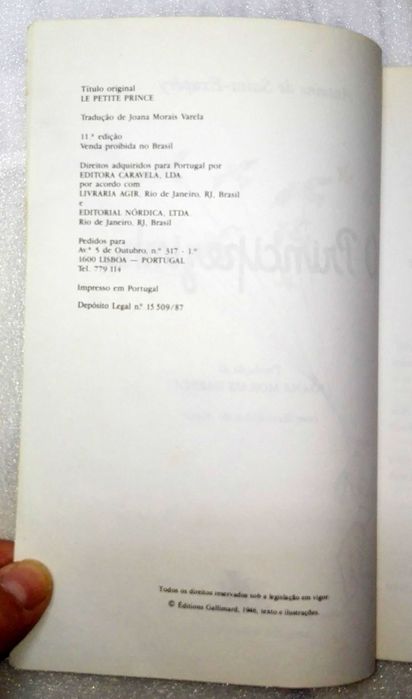 Título original
LE PETITE PRINCE
Tradução de Joana Morais Varela
11.ª edição
Venda proibida no Brasil
Direitos adquiridos para Portugal por
EDITORA CARAVELA, LDA.
por acordo com
LIVRARIA AGIR, Rio de Janeiro, RJ, Brasil
e
EDITORIAL NÓRDICA, LTDA.
Rio de Janeiro, RJ, Brasil
Pedidos para
Av.ª 5 de Outubro, n.º 317 - 1.º
1600 LISBOA — PORTUGAL
Tel. 779 114
Impresso em Portugal
Depósito Legal n.º 15 509/87
Todos os direitos reservados sob a legislação em vigor
© Éditions Gallimard, 1946, texto e ilustrações.